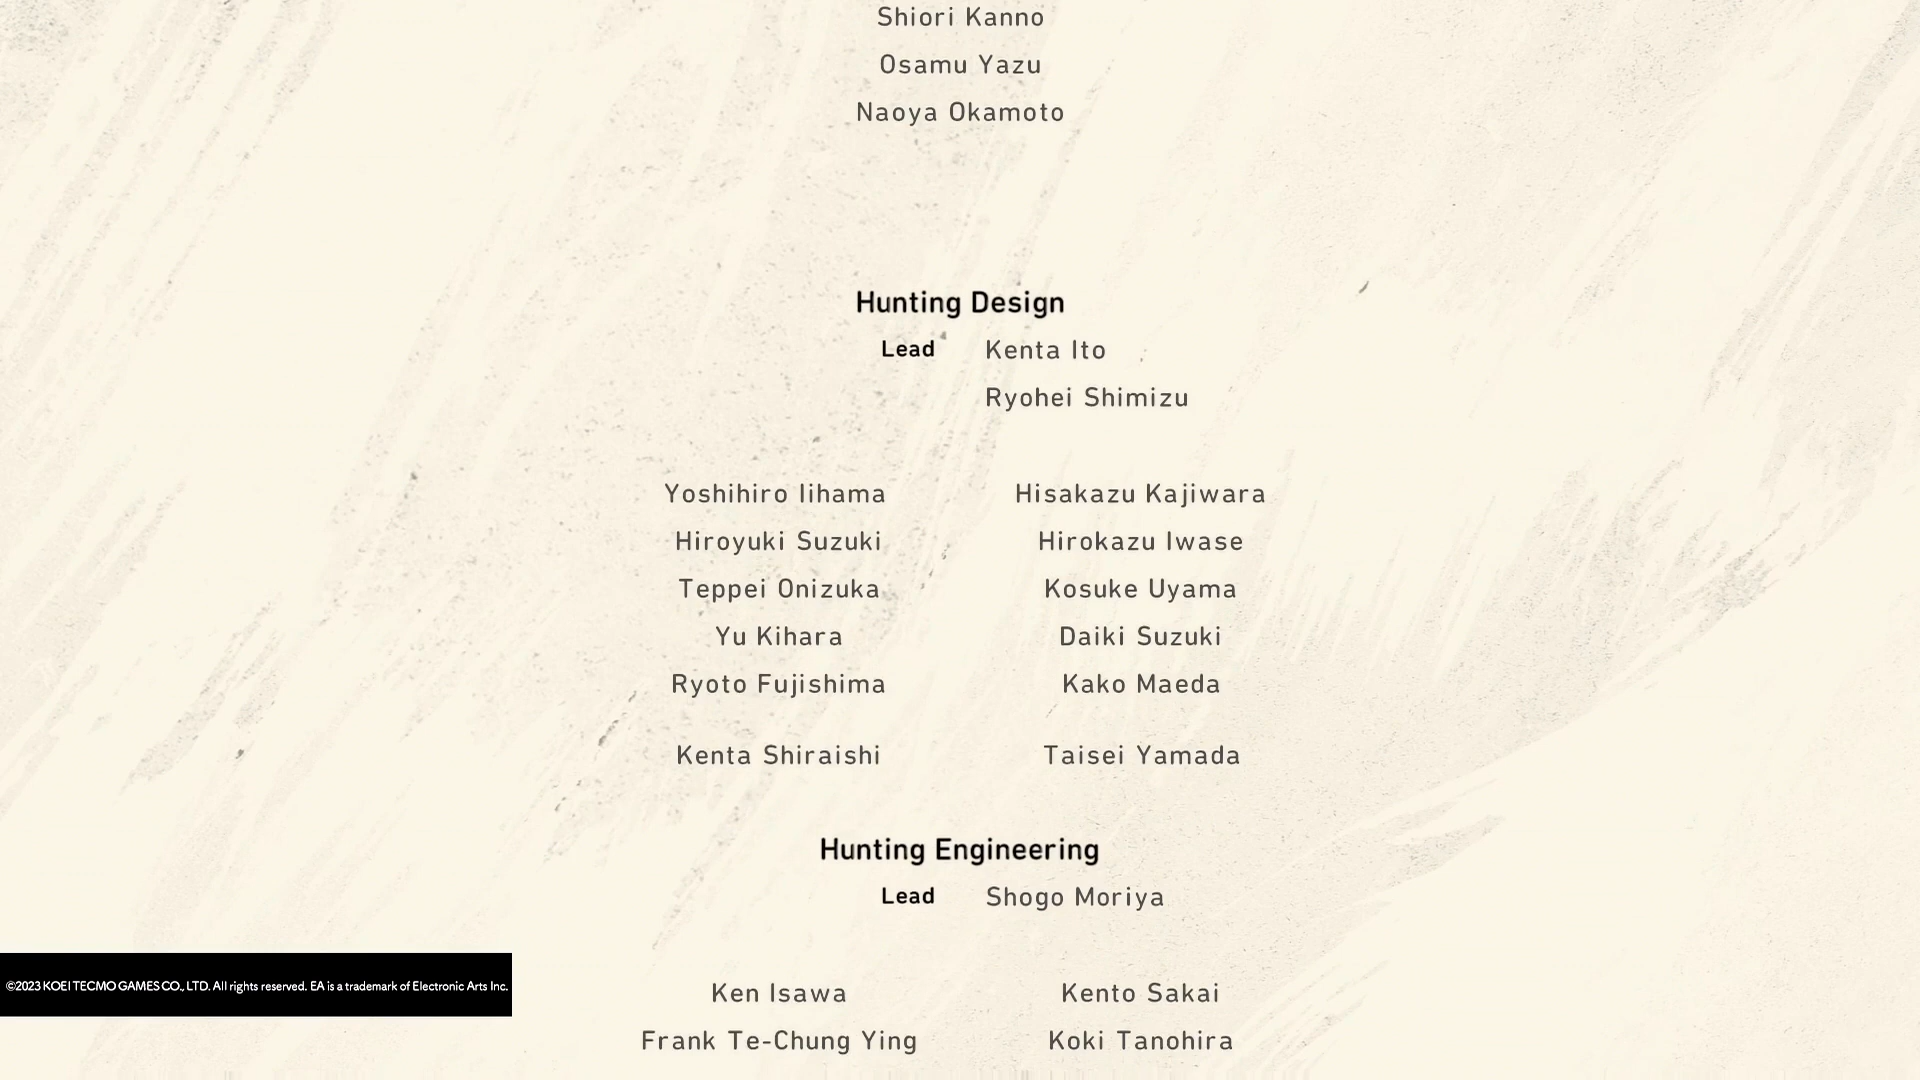 Shiori Kanno
Osamu Yazu
Naoya Okamoto
Hunting Design
Lead Kenta Ito
Ryohei Shimizu
Yoshihiro Iihama Hisakazu Kajiwara
Hiroyuki Suzuki Hirokazu Iwase
Teppei Onizuka Kosuke Uyama
Yu Kihara Daiki Suzuki
Ryoto Fujishima Kako Maeda
Kenta Shiraishi Taisei Yamada
Hunting Engineering
Lead Shogo Moriya
Ken Isawa Kento Sakai
Frank Te-Chung Ying Koki Tanohira
©2023 KOEI TECMO GAMES CO., LTD. All rights reserved. EA is a trademark of Electronic Arts Inc.